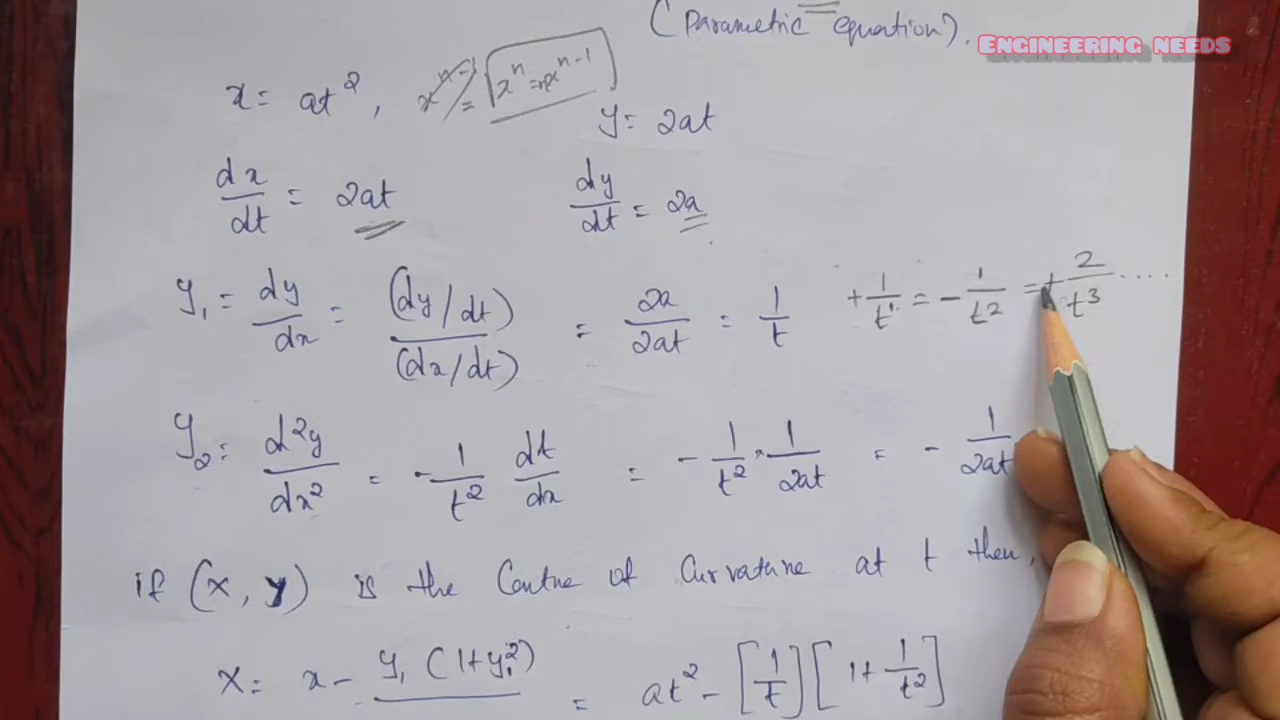 (Parametric equation).
ENGINEERING NEEDS
x = at², x^n = nx^(n-1)
y = 2at
dx/dt = 2at dy/dt = 2a
y₁ = dy/dx = (dy/dt)/(dx/dt) = 2a/2at = 1/t + 1/t¹ = - 1/t² = + 2/t³ ....
y₂ = d²y/dx² = - 1/t² dt/dx = - 1/t² · 1/2at = - 1/2at
if (x, y) is the Centre of Curvature at t then,
X = x - y₁ (1+y₁²) = at² - [1/t] [1 + 1/t²]